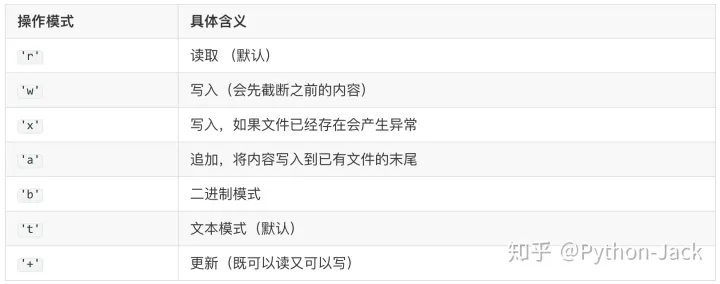 操作模式 具体含义
'r' 读取 （默认）
'w' 写入（会先截断之前的内容）
'x' 写入，如果文件已经存在会产生异常
'a' 追加，将内容写入到已有文件的末尾
'b' 二进制模式
't' 文本模式（默认）
'+' 更新（既可以读又可以写）
知乎 @Python-Jack